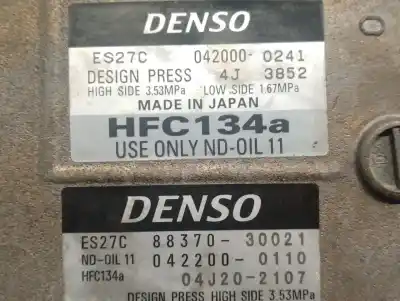 DENSO
ES27C 042000-0241
DESIGN PRESS 4J 3852
HIGH SIDE 3.53MPa LOW SIDE 1.67MPa
MADE IN JAPAN
HFC134a
USE ONLY ND-OIL 11
DENSO
ES27C 88370-30021
ND-OIL 11 042200-0110
HFC134a 04J20-2107
DESIGN PRESS HIGH SIDE 3.53MPa